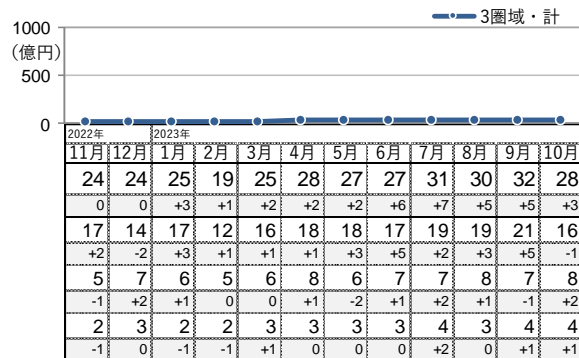 3圏域・計
1000
(億円)
500
0
2022年 2023年
11月 12月 1月 2月 3月 4月 5月 6月 7月 8月 9月 10月
24 24 25 19 25 28 27 27 31 30 32 28
0 0 +3 +1 +2 +2 +2 +6 +7 +5 +5 +3
17 14 17 12 16 18 18 17 19 19 21 16
+2 -2 +3 +1 +1 +1 +3 +5 +2 +3 +5 -1
5 7 6 5 6 8 6 7 7 8 7 8
-1 +2 +1 0 0 +1 -2 +1 +2 +1 -1 +2
2 3 2 2 3 3 3 3 4 3 4 4
-1 0 -1 -1 +1 0 0 0 +2 0 +1 +1